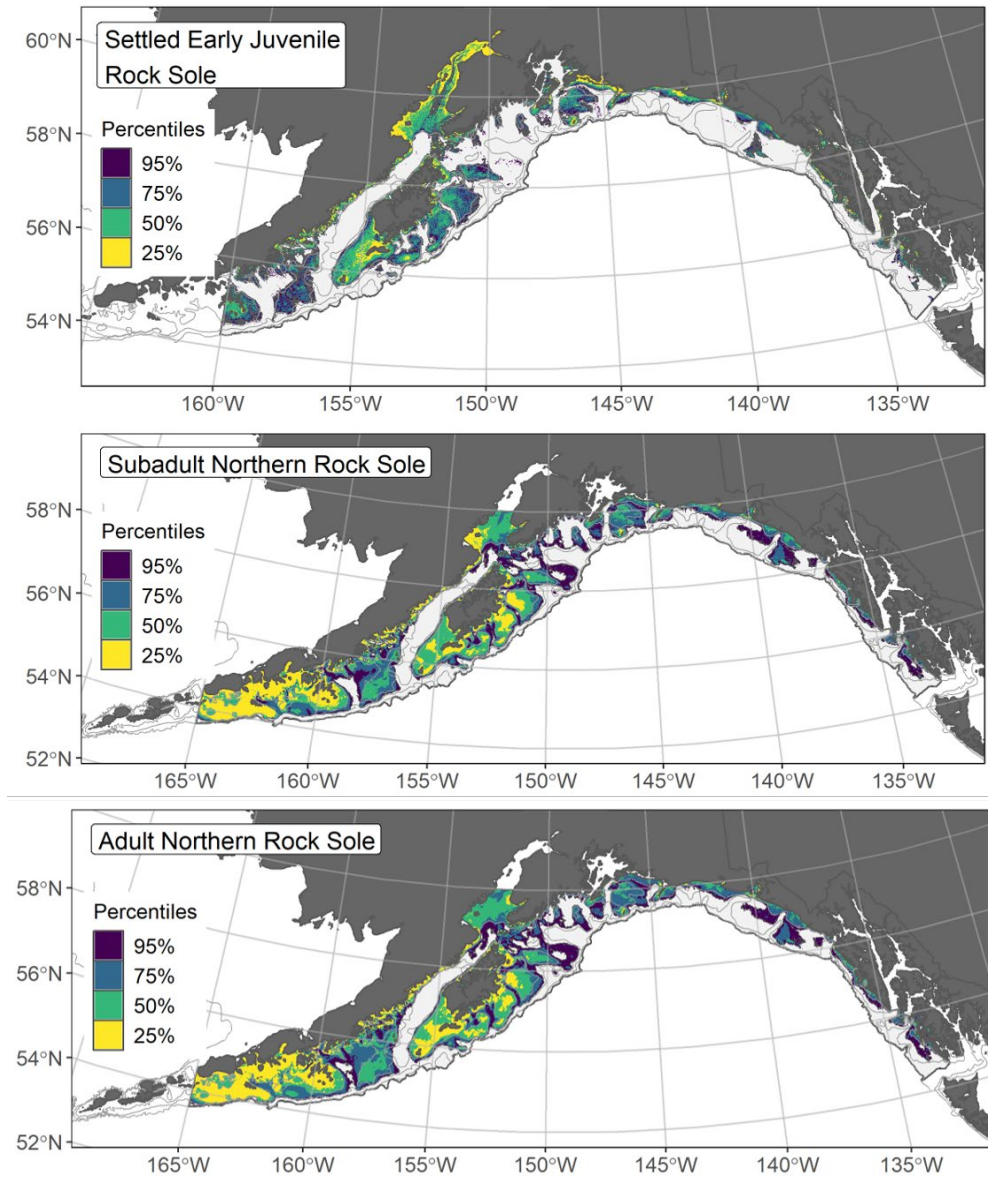 Settled Early Juvenile
Rock Sole
Percentiles
95%
75%
50%
25%
60°N
58°N
56°N
54°N
160°W
155°W
150°W
145°W
140°W
135°W
Subadult Northern Rock Sole
Percentiles
95%
75%
50%
25%
58°N
56°N
54°N
52°N
165°W
160°W
155°W
150°W
145°W
140°W
135°W
Adult Northern Rock Sole
Percentiles
95%
75%
50%
25%
58°N
56°N
54°N
52°N
165°W
160°W
155°W
150°W
145°W
140°W
135°W